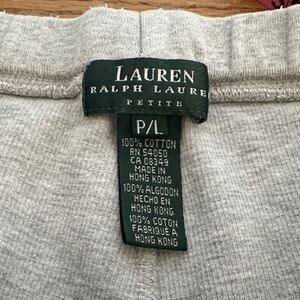 LAUREN
RALPH LAURE
PETITE
P/L
100% COTTON
RN 54050
CA 08349
MADE IN
HONG KONG
100% ALGODON
HECHO EN
HONG KONG
100% COTON
FABRIQUÉ A
HONG KONG